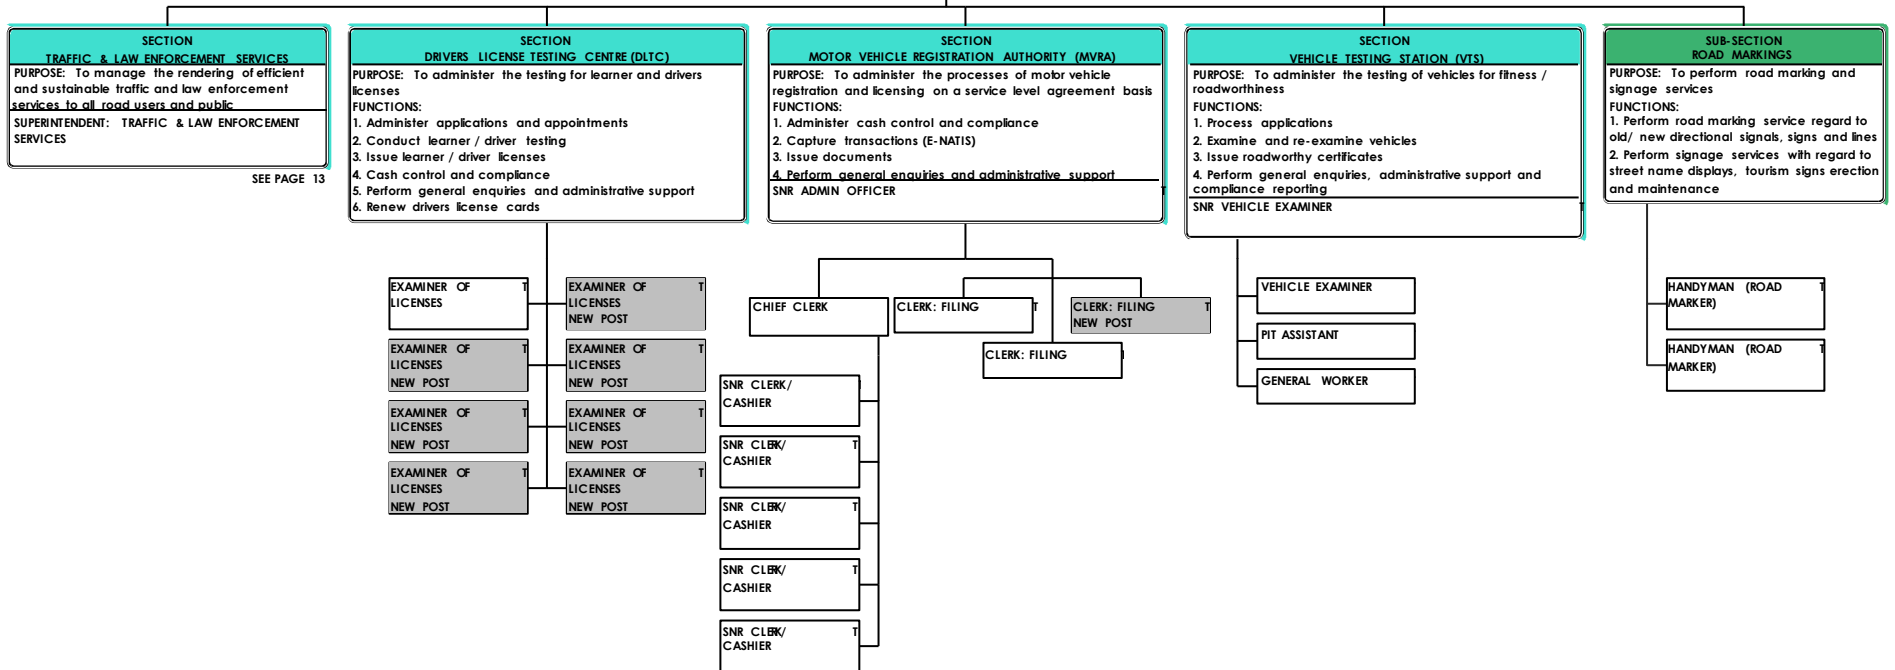 SECTION
TRAFFIC & LAW ENFORCEMENT SERVICES
PURPOSE: To manage the rendering of efficient
and sustainable traffic and law enforcement
services to all road users and public
SUPERINTENDENT: TRAFFIC & LAW ENFORCEMENT
SERVICES
SEE PAGE 13
SECTION
DRIVERS LICENSE TESTING CENTRE (DLTC)
PURPOSE: To administer the testing for learner and drivers
licenses
FUNCTIONS:
1. Administer applications and appointments
2. Conduct learner / driver testing
3. Issue learner / driver licenses
4. Cash control and compliance
5. Perform general enquiries and administrative support
6. Renew drivers license cards
EXAMINER OF T
LICENSES
EXAMINER OF T
LICENSES
NEW POST
EXAMINER OF T
LICENSES
NEW POST
EXAMINER OF T
LICENSES
NEW POST
EXAMINER OF T
LICENSES
NEW POST
EXAMINER OF T
LICENSES
NEW POST
EXAMINER OF T
LICENSES
NEW POST
EXAMINER OF T
LICENSES
NEW POST
SECTION
MOTOR VEHICLE REGISTRATION AUTHORITY (MVRA)
PURPOSE: To administer the processes of motor vehicle
registration and licensing on a service level agreement basis
FUNCTIONS:
1. Administer cash control and compliance
2. Capture transactions (E-NATIS)
3. Issue documents
4. Perform general enquiries and administrative support
SNR ADMIN OFFICER T
CHIEF CLERK
CLERK: FILING T
CLERK: FILING T
NEW POST
CLERK: FILING T
SNR CLERK/
CASHIER
SNR CLERK/ T
CASHIER
SNR CLERK/ T
CASHIER
SNR CLERK/ T
CASHIER
SNR CLERK/ T
CASHIER
SECTION
VEHICLE TESTING STATION (VTS)
PURPOSE: To administer the testing of vehicles for fitness /
roadworthiness
FUNCTIONS:
1. Process applications
2. Examine and re-examine vehicles
3. Issue roadworthy certificates
4. Perform general enquiries, administrative support and
compliance reporting
SNR VEHICLE EXAMINER T
VEHICLE EXAMINER
PIT ASSISTANT
GENERAL WORKER
SUB-SECTION
ROAD MARKINGS
PURPOSE: To perform road marking and
signage services
FUNCTIONS:
1. Perform road marking service regard to
old/ new directional signals, signs and lines
2. Perform signage services with regard to
street name displays, tourism signs erection
and maintenance
HANDYMAN (ROAD T
MARKER)
HANDYMAN (ROAD T
MARKER)